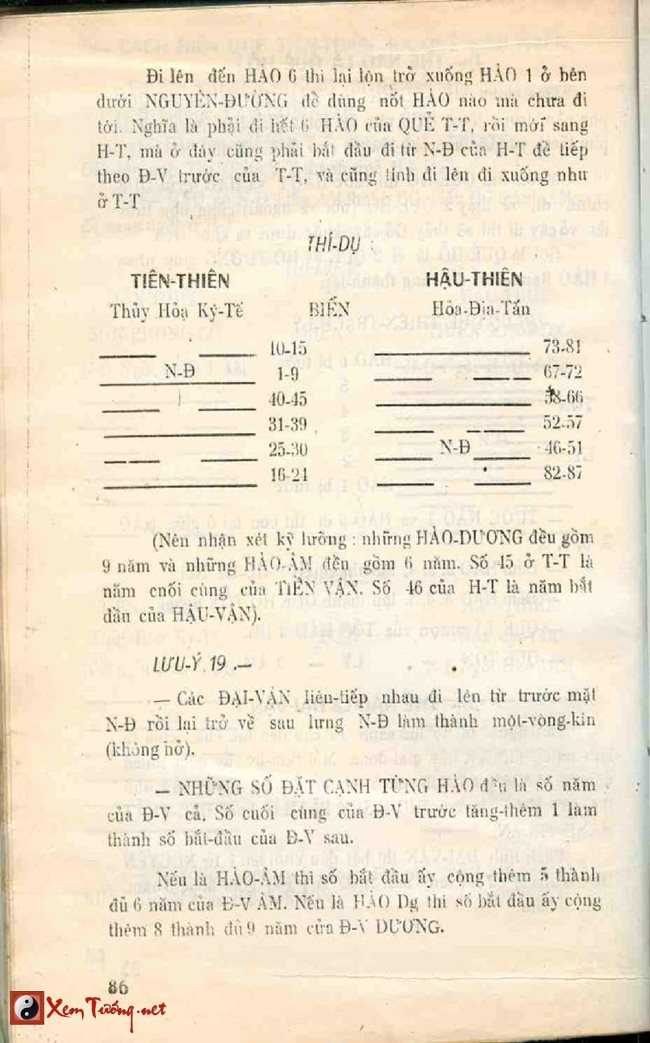 Đi lên đến HÀO 6 thì lại lộn trở xuống HÀO 1 ở bên
dưới NGUYÊN-ĐƯỜNG để dùng nốt HÀO nào mà chưa đi
tới. Nghĩa là phải đi hết 6 HÀO của QUẺ T-T, rồi mới sang
H-T, mà ở đây cũng phải bắt đầu đi từ N-Đ của H-T để tiếp
theo Đ-V trước của T-T, và cũng tính đi lên đi xuống như
ở T-T
THÍ-DỤ :
TIÊN-THIÊN HẬU-THIÊN
Thủy Hỏa Ký-Tế BIẾN Hỏa-Địa-Tấn
10-15 73-81
N-Đ 1-9 67-72
40-45 58-66
31-39 52-57
25-30 N-Đ 46-51
16-24 82-87
(Nên nhận xét kỹ lưỡng : những HÀO-DƯƠNG đều gồm
9 năm và những HÀO-ÂM đều gồm 6 năm. Số 45 ở T-T là
năm cuối cùng của TIỀN VẬN. Số 46 của H-T là năm bắt
đầu của HẬU-VẬN).
LƯU-Ý 19 .—
— Các ĐẠI-VẬN liên-tiếp nhau đi lên từ trước mặt
N-Đ rồi lại trở về sau lưng N-Đ làm thành một-vòng-kín
(không hở).
— NHỮNG SỐ ĐẶT CẠNH TỪNG HÀO đều là số năm
của Đ-V cả. Số cuối cùng của Đ-V trước tăng-thêm 1 làm
thành số bắt-đầu của Đ-V sau.
Nếu là HÀO-ÂM thì số bắt đầu ấy cộng thêm 5 thành
đủ 6 năm của Đ-V ÂM. Nếu là HÀO Dg thì số bắt đầu ấy cộng
thêm 8 thành đủ 9 năm của Đ-V DƯƠNG.
86
XemTướng.net